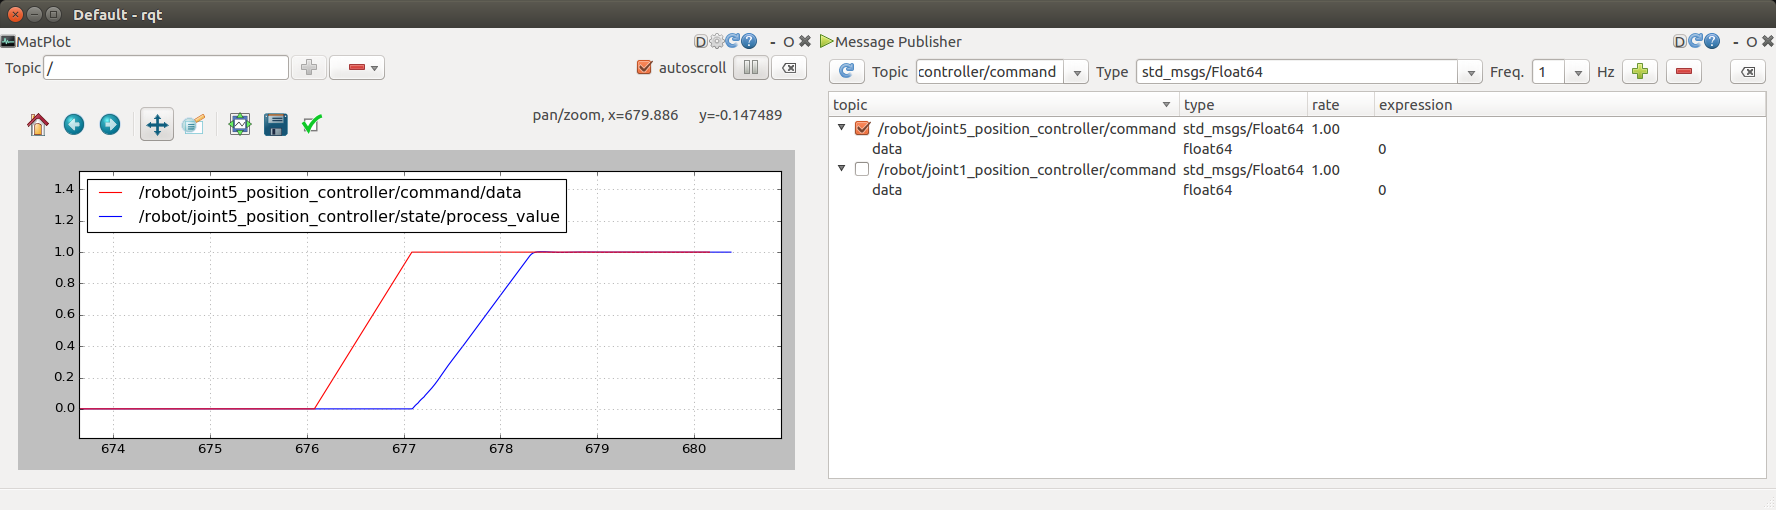 Default - rqt
MatPlot
D
- O
Topic /
autoscroll
pan/zoom, x=679.886 y=-0.147489
/robot/joint5_position_controller/command/data
/robot/joint5_position_controller/state/process_value
1.4
1.2
1.0
0.8
0.6
0.4
0.2
0.0
674 675 676 677 678 679 680
Message Publisher
D
- O
Topic controller/command Type std_msgs/Float64 Freq. 1 Hz
topic type rate expression
/robot/joint5_position_controller/command std_msgs/Float64 1.00
data float64 0
/robot/joint1_position_controller/command std_msgs/Float64 1.00
data float64 0